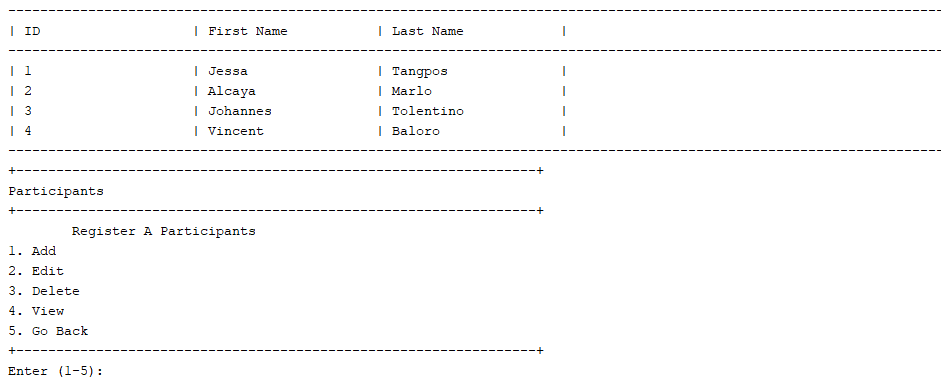 -----------------------------------------------------------------------------------------------------------------------
| ID                   | First Name           | Last Name            |
-----------------------------------------------------------------------------------------------------------------------
| 1                    | Jessa                | Tangpos              |
| 2                    | Alcaya               | Marlo                |
| 3                    | Johannes             | Tolentino            |
| 4                    | Vincent              | Baloro               |
-----------------------------------------------------------------------------------------------------------------------
+-----------------------------------------------------------------+
Participants
+-----------------------------------------------------------------+
        Register A Participants
1. Add
2. Edit
3. Delete
4. View
5. Go Back
+-----------------------------------------------------------------+
Enter (1-5):